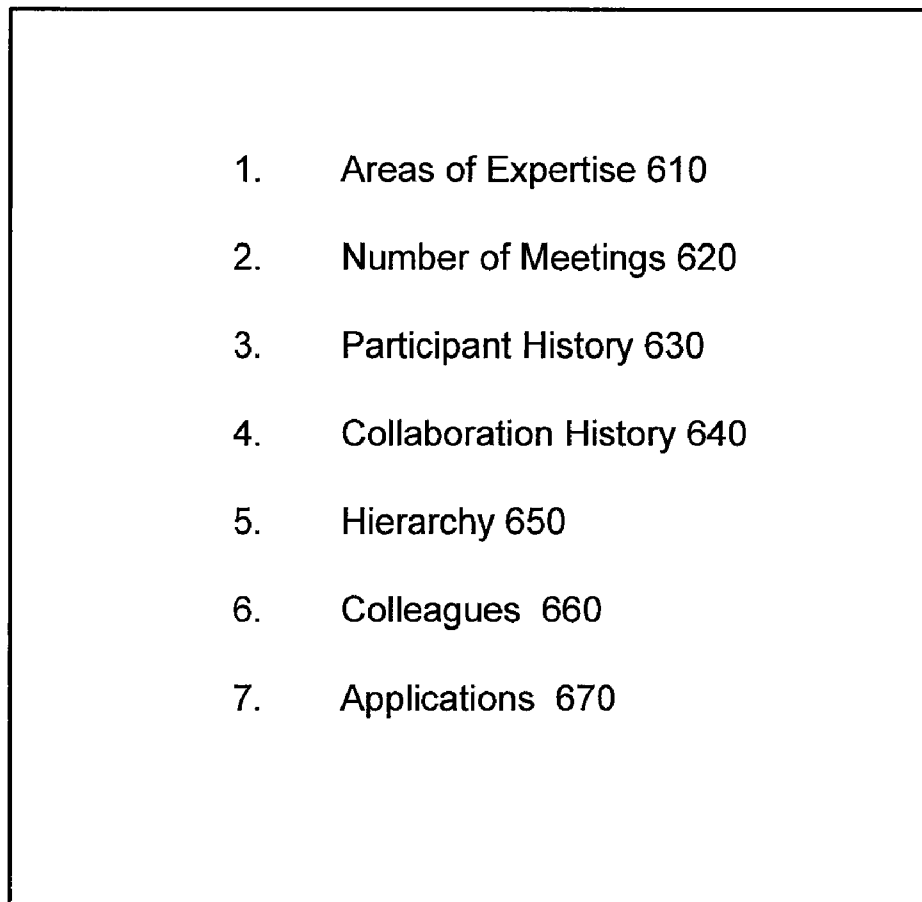 1. Areas of Expertise 610
2. Number of Meetings 620
3. Participant History 630
4. Collaboration History 640
5. Hierarchy 650
6. Colleagues 660
7. Applications 670